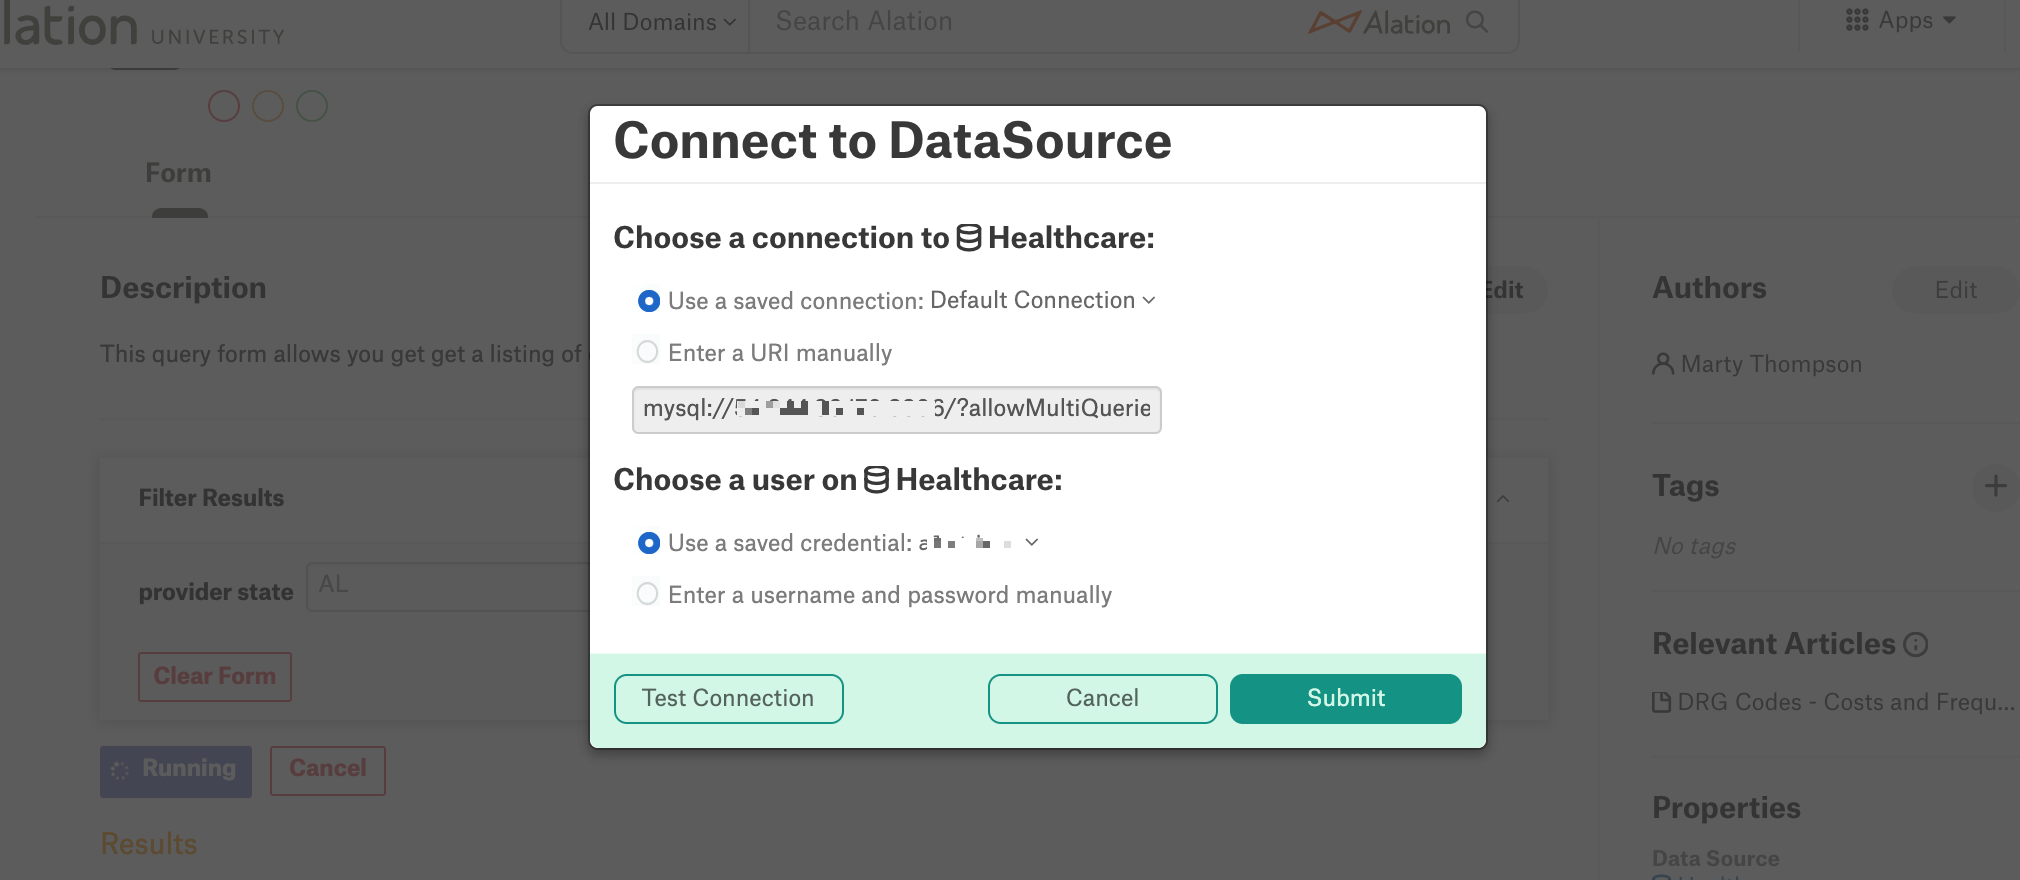 lation UNIVERSITY
All Domains
Search Alation
Alation
Apps
Form
Connect to DataSource
Choose a connection to Healthcare:
Description
Edit
Authors
Edit
Use a saved connection: Default Connection
This query form allows you get get a listing of
Enter a URI manually
Marty Thompson
mysql:// 6/?allowMultiQuerie
Choose a user on Healthcare:
Tags
Filter Results
Use a saved credential:
No tags
provider state
AL
Enter a username and password manually
Relevant Articles
Clear Form
Test Connection
Cancel
Submit
DRG Codes - Costs and Frequ...
Running
Cancel
Properties
Results
Data Source